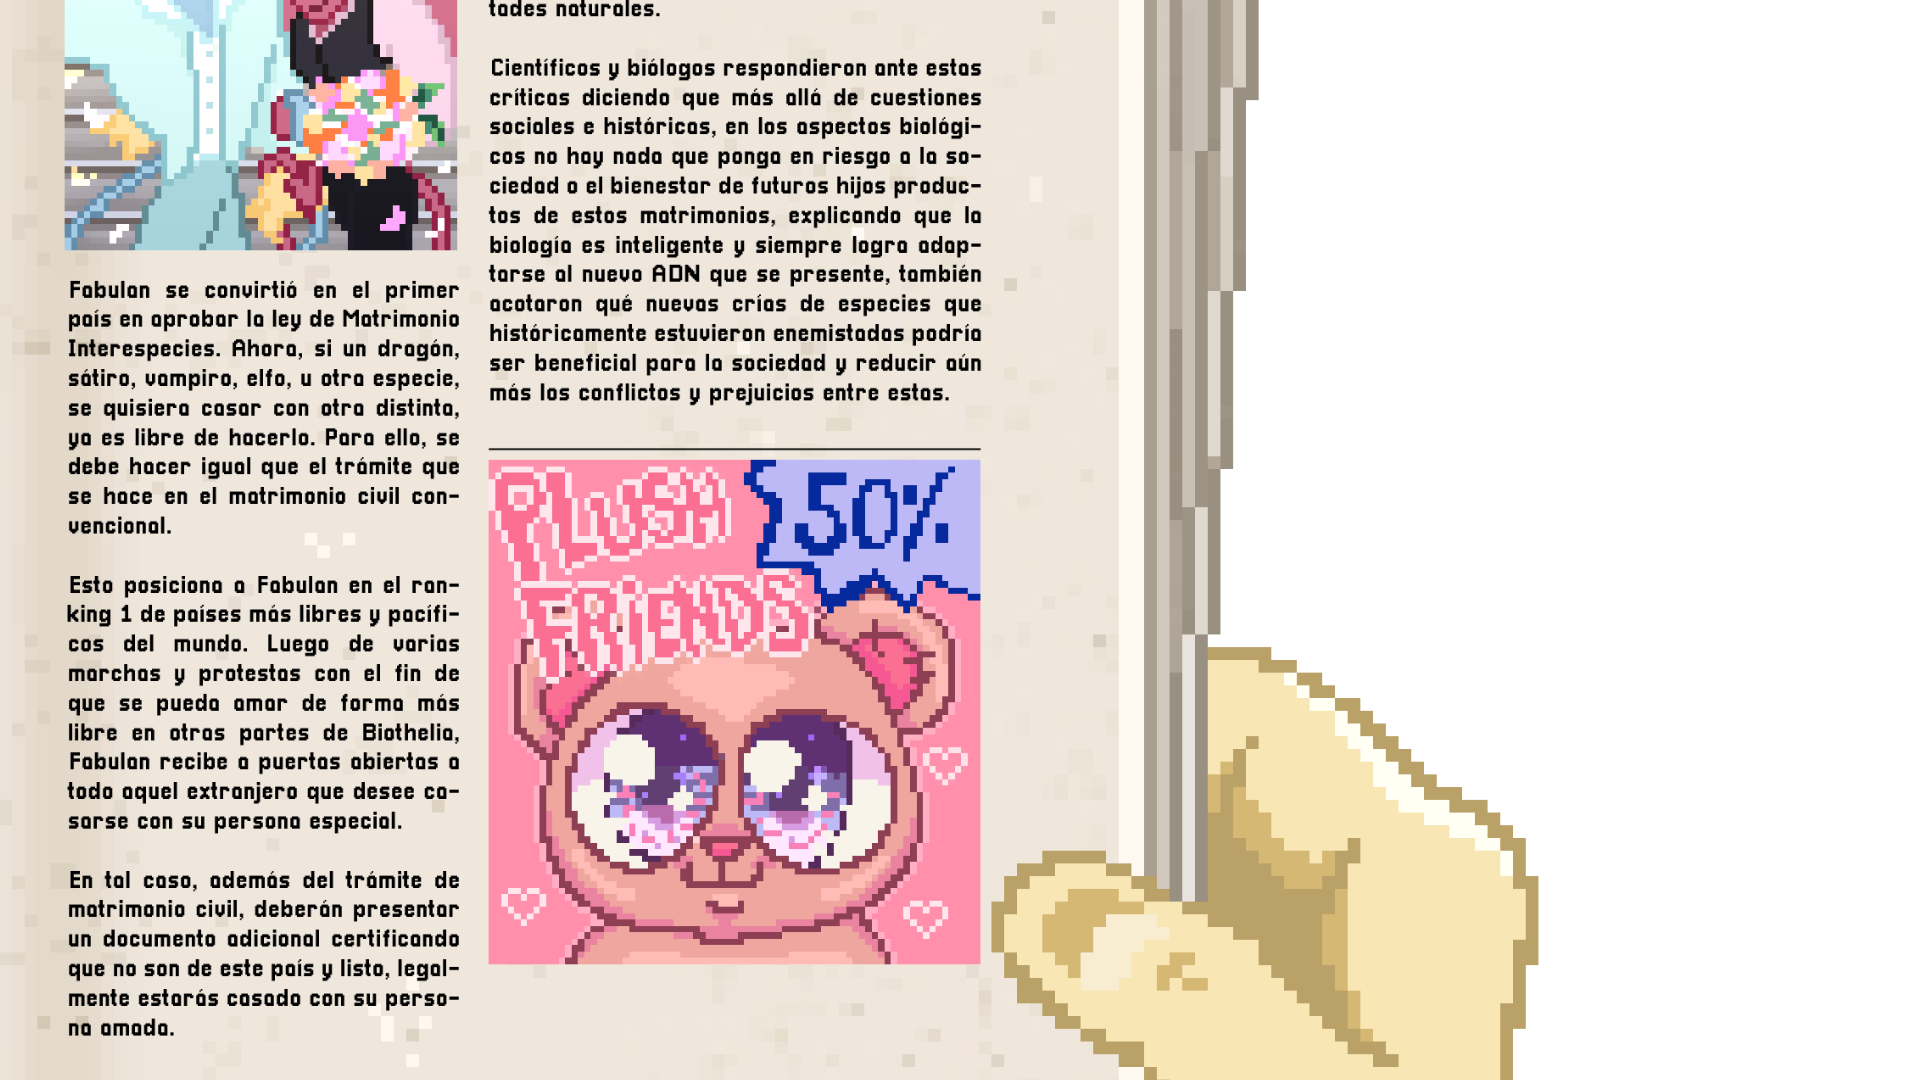 Fabulan se convirtió en el primer
país en aprobar la ley de Matrimonio
Interespecies. Ahora, si un dragón,
sátiro, vampiro, elfo, u otra especie,
se quisiera casar con otra distinta,
ya es libre de hacerlo. Para ello, se
debe hacer igual que el trámite que
se hace en el matrimonio civil con-
vencional.
Esto posiciona a Fabulan en el ran-
king 1 de países más libres y pacífi-
cos del mundo. Luego de varias
marchas y protestas con el fin de
que se pueda amar de forma más
libre en otras partes de Biothelia,
Fabulan recibe a puertas abiertas a
todo aquel extranjero que desee ca-
sarse con su persona especial.
En tal caso, además del trámite de
matrimonio civil, deberán presentar
un documento adicional certificando
que no son de este país y listo, legal-
mente estarás casado con su perso-
na amada.
tades naturales.
Científicos y biólogos respondieron ante estas
críticas diciendo que más allá de cuestiones
sociales e históricas, en los aspectos biológi-
cos no hay nada que ponga en riesgo a la so-
ciedad o el bienestar de futuros hijos produc-
tos de estos matrimonios, explicando que la
biología es inteligente y siempre logra adap-
tarse al nuevo ADN que se presente, también
acotaron qué nuevas crías de especies que
históricamente estuvieron enemistadas podría
ser beneficial para la sociedad y reducir aún
más los conflictos y prejuicios entre estas.
PLUSH
FRIENDS
50%